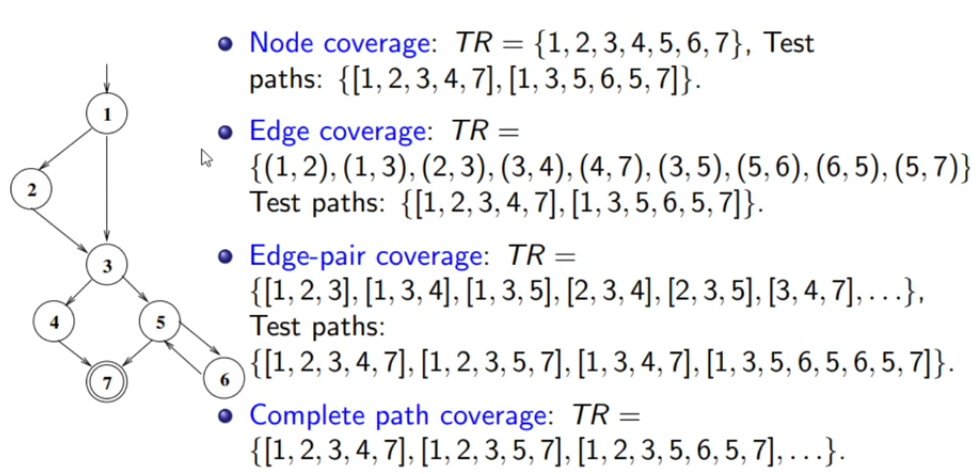 Node coverage: TR = {1, 2, 3, 4, 5, 6, 7}, Test
paths: {[1, 2, 3, 4, 7], [1, 3, 5, 6, 5, 7]}.
Edge coverage: TR =
{(1, 2), (1, 3), (2, 3), (3, 4), (4, 7), (3, 5), (5, 6), (6, 5), (5, 7)}
Test paths: {[1, 2, 3, 4, 7], [1, 3, 5, 6, 5, 7]}.
Edge-pair coverage: TR =
{[1, 2, 3], [1, 3, 4], [1, 3, 5], [2, 3, 4], [2, 3, 5], [3, 4, 7], . . .},
Test paths:
{[1, 2, 3, 4, 7], [1, 2, 3, 5, 7], [1, 3, 4, 7], [1, 3, 5, 6, 5, 6, 5, 7]}.
Complete path coverage: TR =
{[1, 2, 3, 4, 7], [1, 2, 3, 5, 7], [1, 2, 3, 5, 6, 5, 7], . . .}.
1
2
3
4
5
6
7